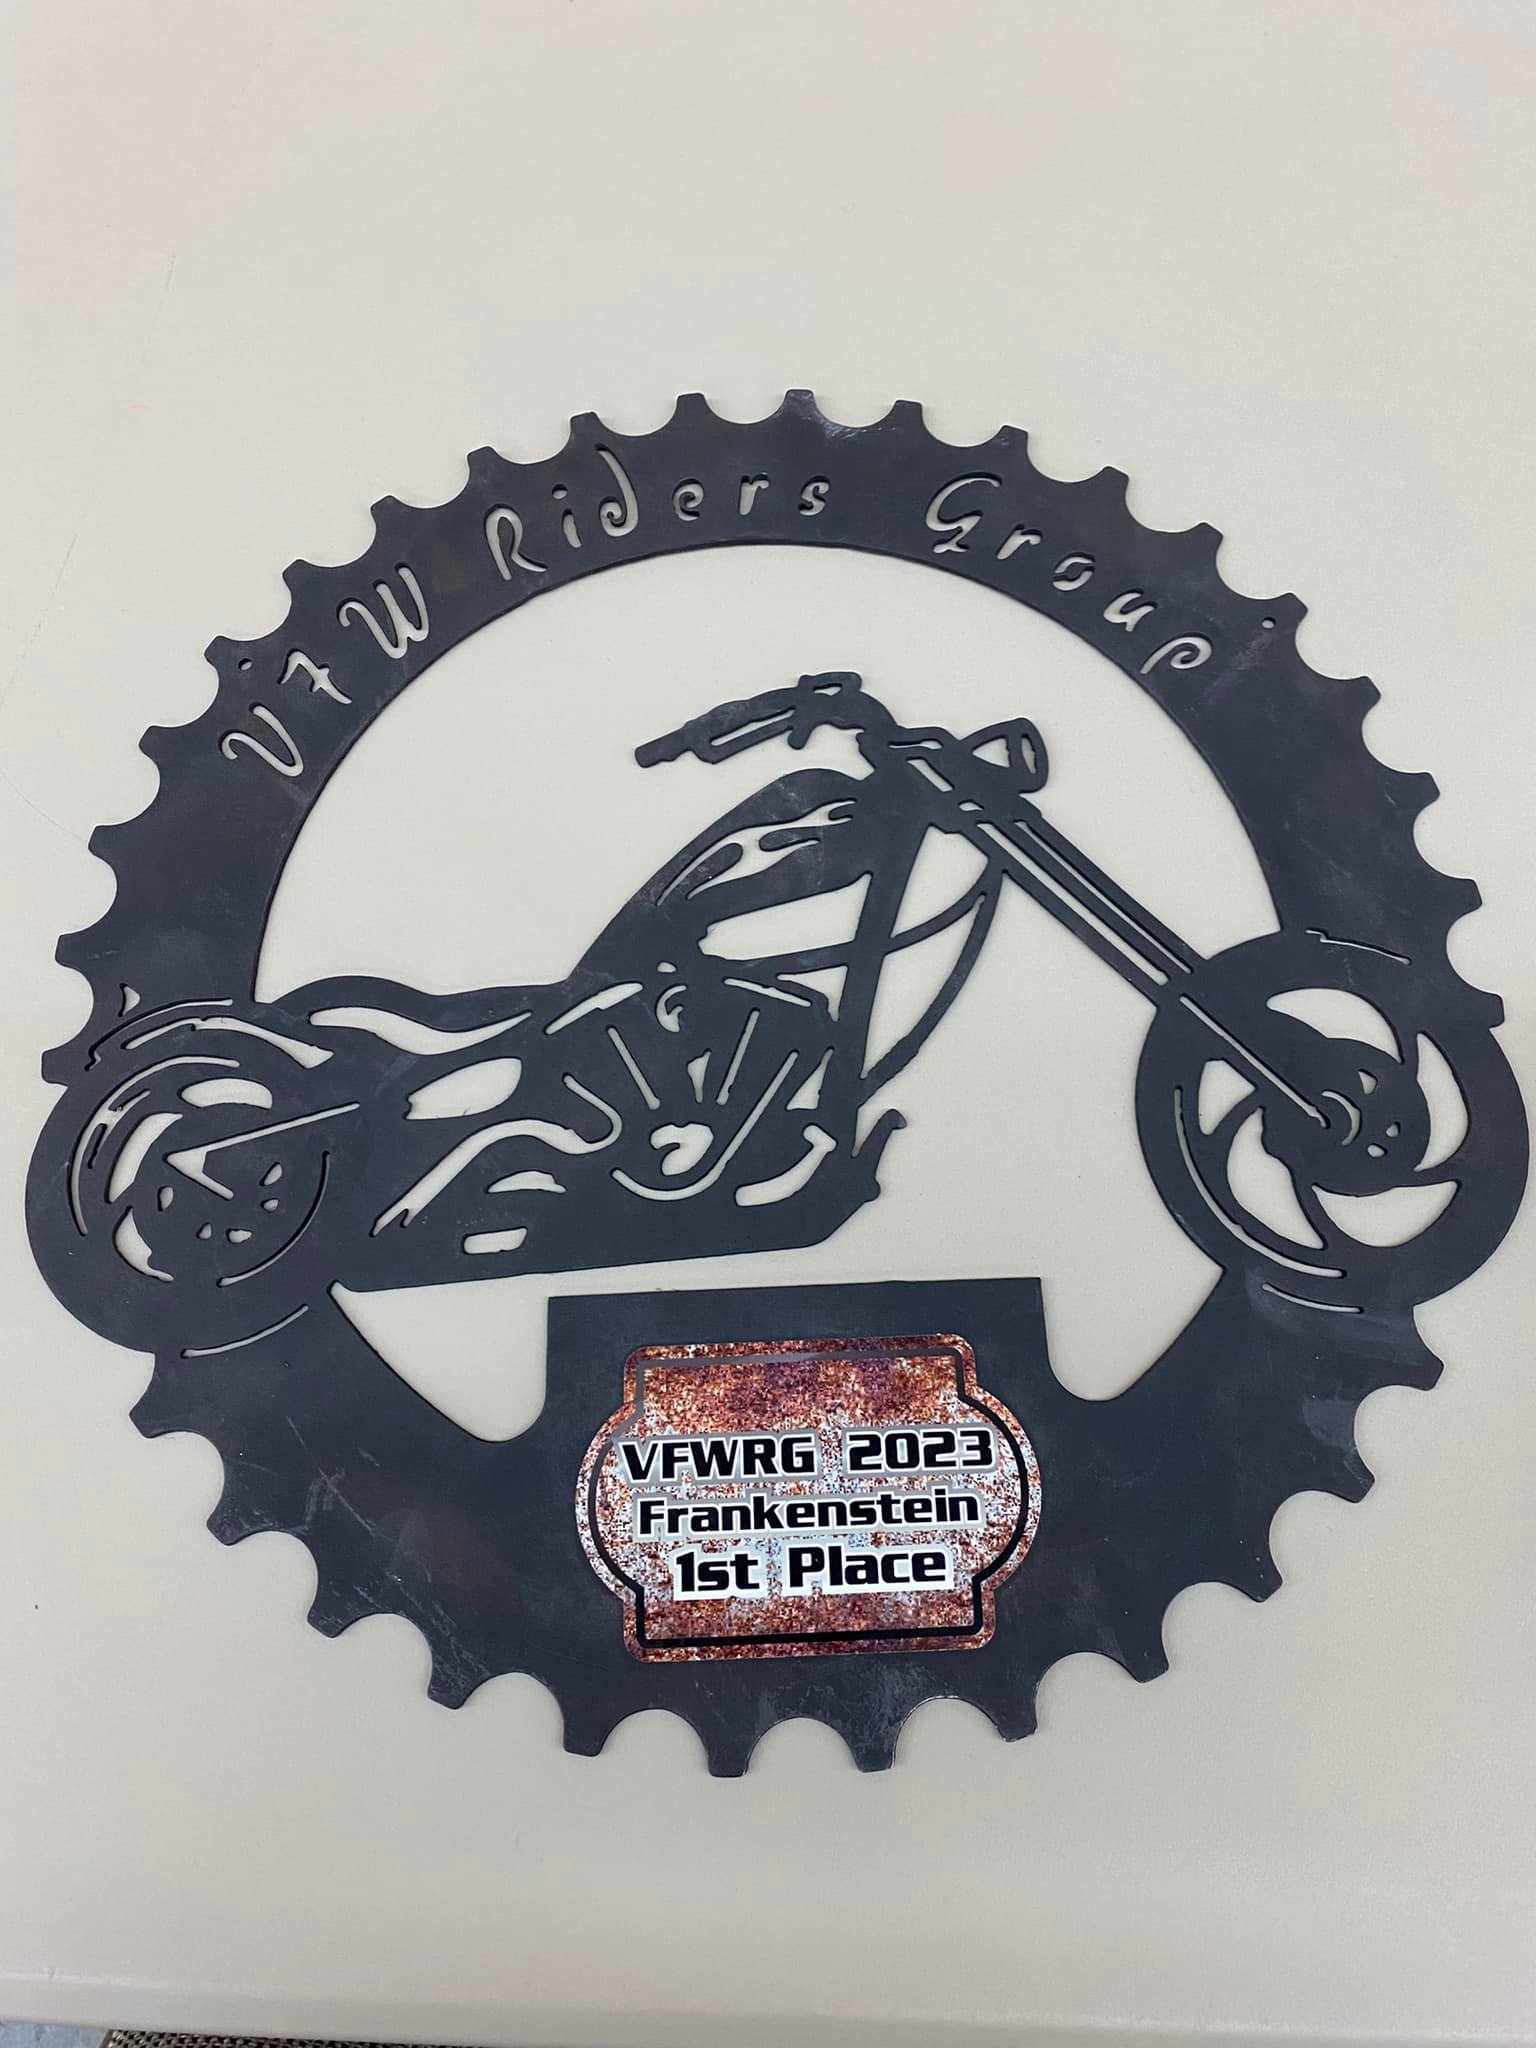 VFW Riders Group
VFWRG 2023
Frankenstein
1st Place